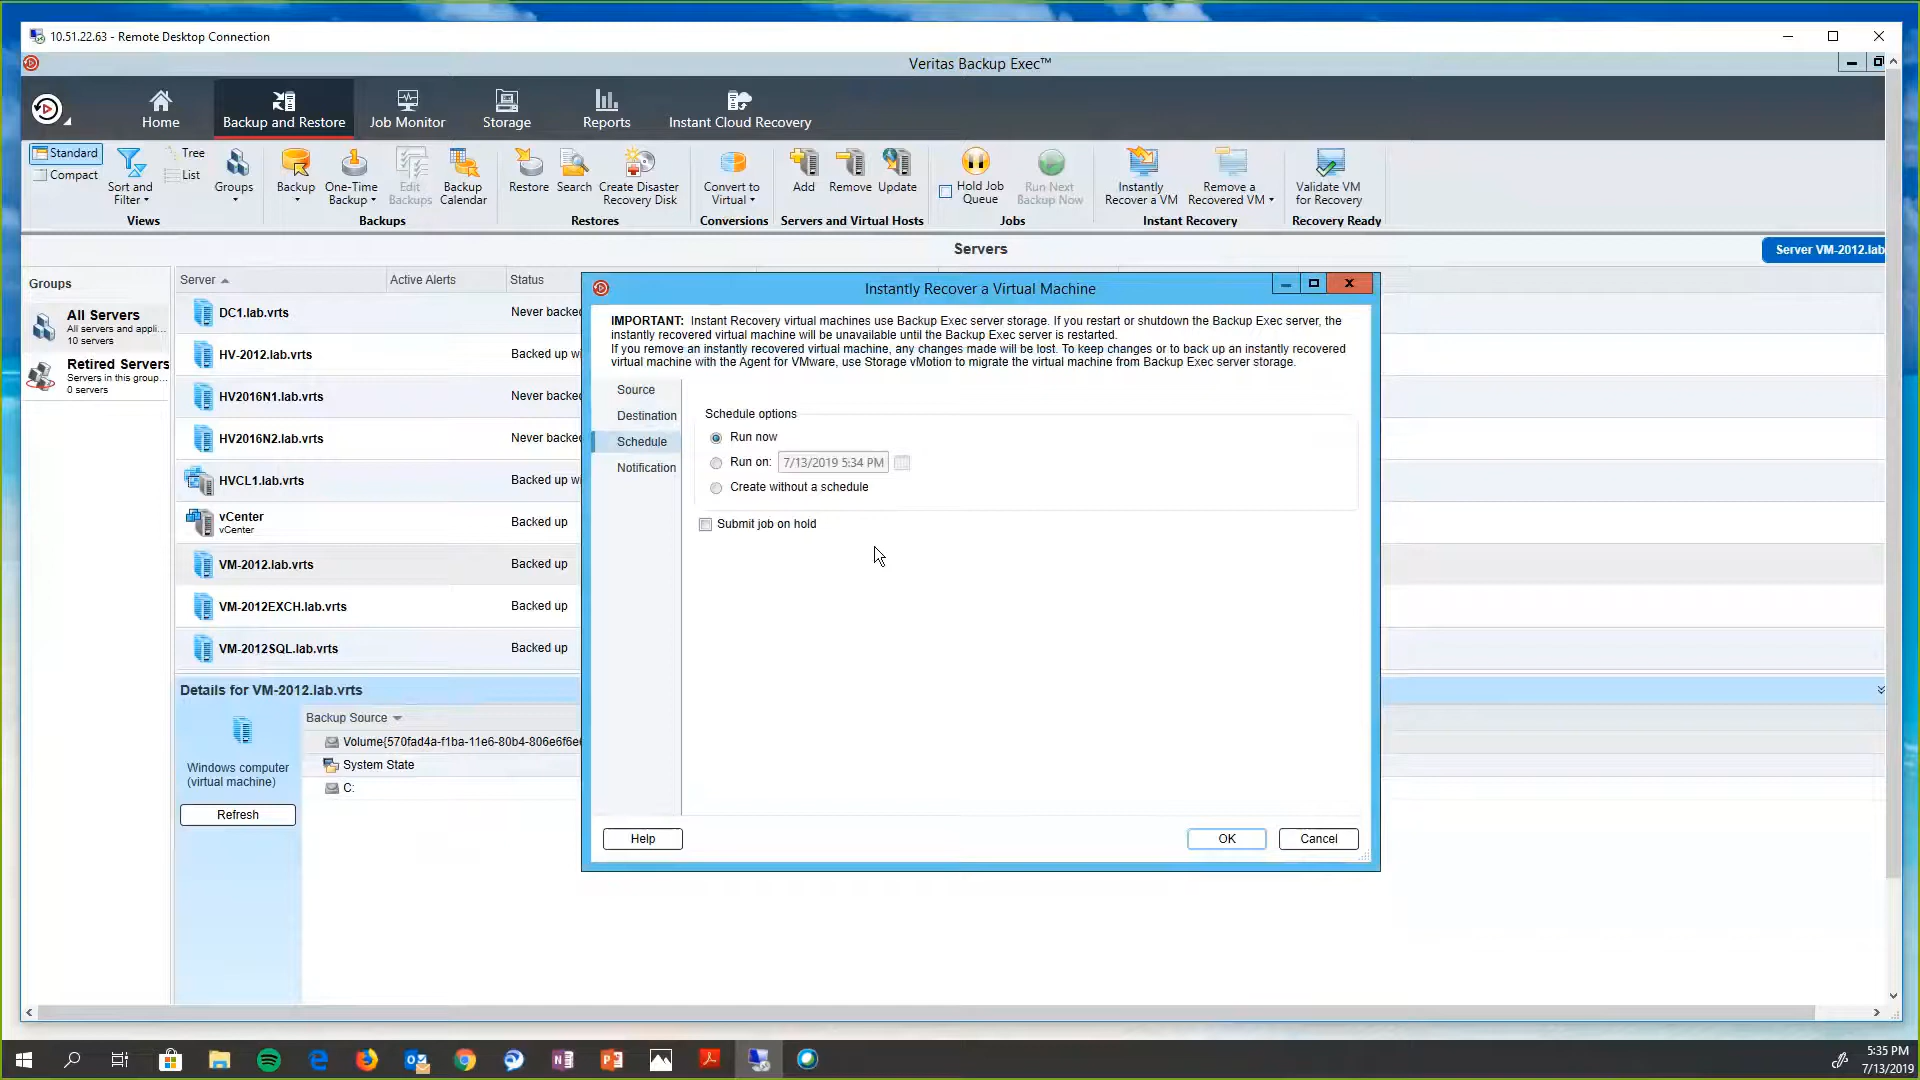 10.51.22.63 - Remote Desktop Connection
Veritas Backup Exec™
Home
Backup and Restore
Job Monitor
Storage
Reports
Instant Cloud Recovery
Standard
Compact
Sort and
Filter
Tree
List
Groups
Views
Backup
One-Time
Backup
Edit
Backups
Backup
Calendar
Backups
Restore
Search
Create Disaster
Recovery Disk
Restores
Convert to
Virtual
Conversions
Add
Remove
Update
Servers and Virtual Hosts
Hold Job
Queue
Run Next
Backup Now
Jobs
Instantly
Recover a VM
Remove a
Recovered VM
Instant Recovery
Validate VM
for Recovery
Recovery Ready
Servers
Server VM-2012.lab
Groups
All Servers
All servers and appli...
10 servers
Retired Servers
Servers in this group...
0 servers
Server
Active Alerts
Status
DC1.lab.vrts
Never backe
HV-2012.lab.vrts
Backed up wi
HV2016N1.lab.vrts
Never backe
HV2016N2.lab.vrts
Never backe
HVCL1.lab.vrts
Backed up wi
vCenter
vCenter
Backed up
VM-2012.lab.vrts
Backed up
VM-2012EXCH.lab.vrts
Backed up
VM-2012SQL.lab.vrts
Backed up
Instantly Recover a Virtual Machine
IMPORTANT: Instant Recovery virtual machines use Backup Exec server storage. If you restart or shutdown the Backup Exec server, the
instantly recovered virtual machine will be unavailable until the Backup Exec server is restarted.
If you remove an instantly recovered virtual machine, any changes made will be lost. To keep changes or to back up an instantly recovered
virtual machine with the Agent for VMware, use Storage vMotion to migrate the virtual machine from Backup Exec server storage.
Source
Destination
Schedule
Notification
Schedule options
Run now
Run on: 7/13/2019 5:34 PM
Create without a schedule
Submit job on hold
Help
OK
Cancel
Details for VM-2012.lab.vrts
Windows computer
(virtual machine)
Refresh
Backup Source
Volume{570fad4a-f1ba-11e6-80b4-806e6f6e
System State
C:
5:35 PM
7/13/2019